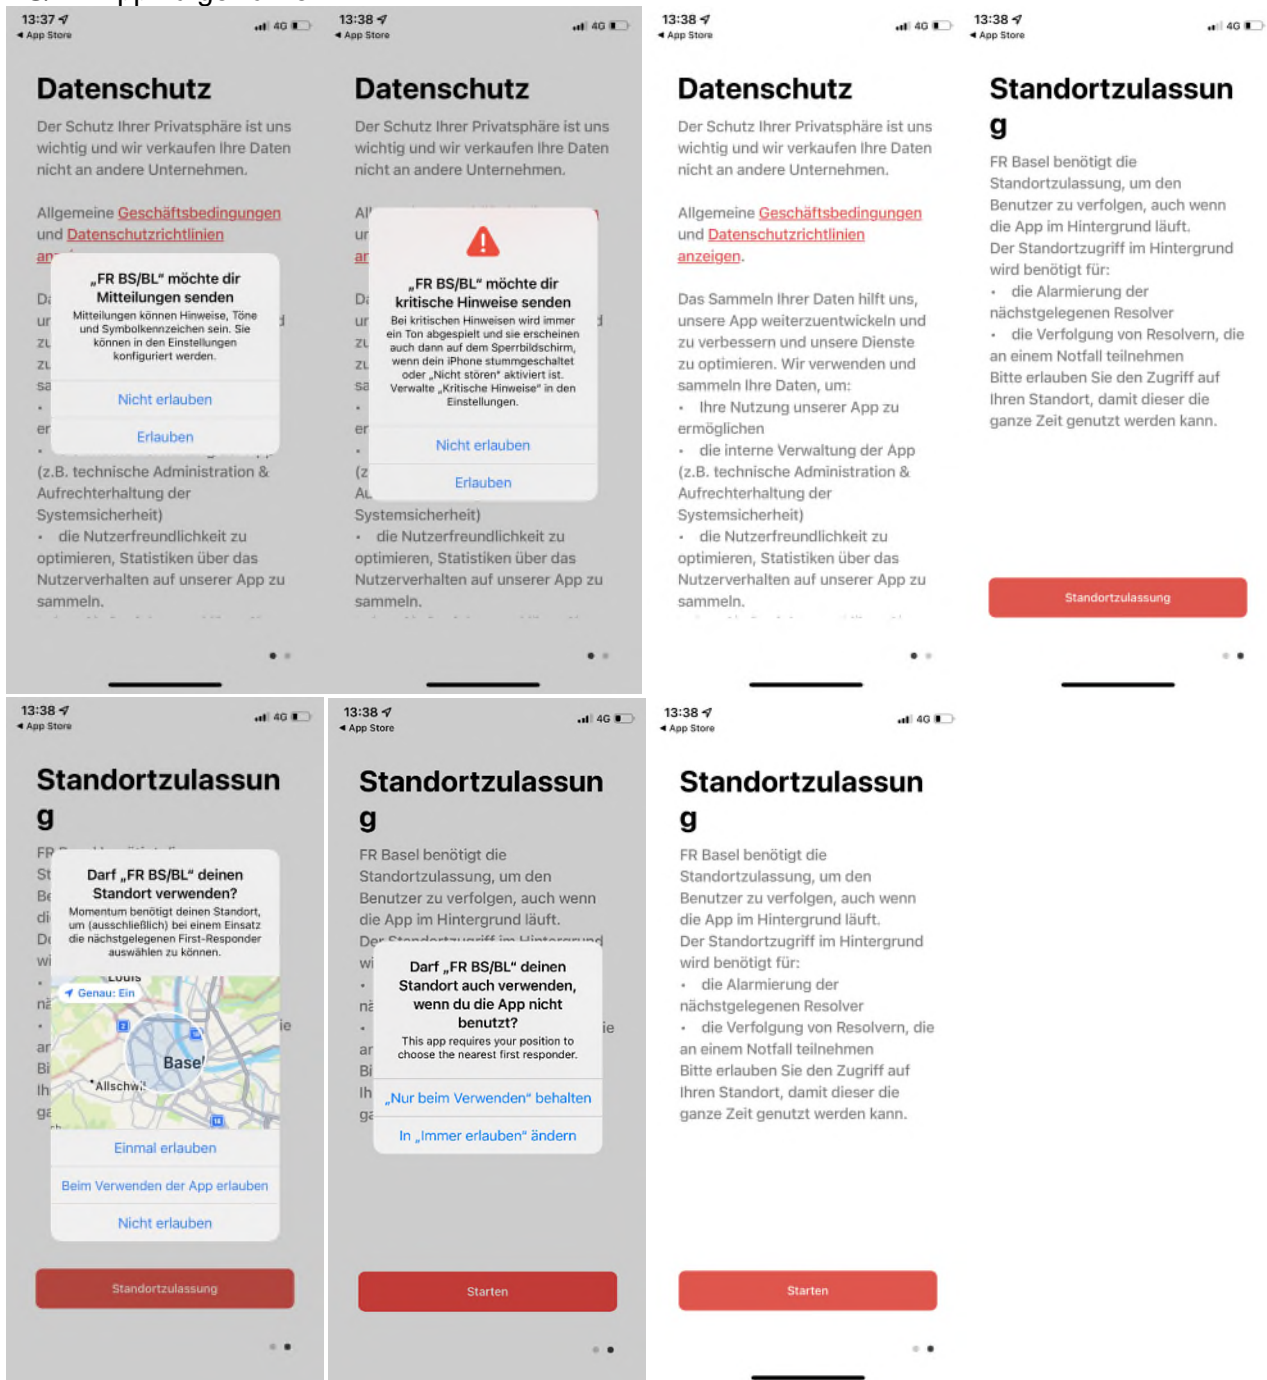 13:37
App Store
4G
Datenschutz
Der Schutz Ihrer Privatsphäre ist uns
wichtig und wir verkaufen Ihre Daten
nicht an andere Unternehmen.
Allgemeine Geschäftsbedingungen
und Datenschutzrichtlinien
„FR BS/BL“ möchte dir
Mitteilungen senden
Mitteilungen können Hinweise, Töne
und Symbolkennzeichen sein. Sie
können in den Einstellungen
konfiguriert werden.
Nicht erlauben
Erlauben
(z.B. technische Administration &
Aufrechterhaltung der
Systemsicherheit)
• die Nutzerfreundlichkeit zu
optimieren, Statistiken über das
Nutzerverhalten auf unserer App zu
sammeln.
13:38
App Store
4G
Datenschutz
Der Schutz Ihrer Privatsphäre ist uns
wichtig und wir verkaufen Ihre Daten
nicht an andere Unternehmen.
„FR BS/BL“ möchte dir
kritische Hinweise senden
Bei kritischen Hinweisen wird immer
ein Ton abgespielt und sie erscheinen
auch dann auf dem Sperrbildschirm,
wenn dein iPhone stummgeschaltet
oder „Nicht stören“ aktiviert ist.
Verwalte „Kritische Hinweise“ in den
Einstellungen.
Nicht erlauben
Erlauben
Systemsicherheit)
• die Nutzerfreundlichkeit zu
optimieren, Statistiken über das
Nutzerverhalten auf unserer App zu
sammeln.
13:38
App Store
4G
Datenschutz
Der Schutz Ihrer Privatsphäre ist uns
wichtig und wir verkaufen Ihre Daten
nicht an andere Unternehmen.
Allgemeine Geschäftsbedingungen
und Datenschutzrichtlinien
anzeigen.
Das Sammeln Ihrer Daten hilft uns,
unsere App weiterzuentwickeln und
zu verbessern und unsere Dienste
zu optimieren. Wir verwenden und
sammeln Ihre Daten, um:
• Ihre Nutzung unserer App zu
ermöglichen
• die interne Verwaltung der App
(z.B. technische Administration &
Aufrechterhaltung der
Systemsicherheit)
• die Nutzerfreundlichkeit zu
optimieren, Statistiken über das
Nutzerverhalten auf unserer App zu
sammeln.
13:38
App Store
4G
Standortzulassun
g
FR Basel benötigt die
Standortzulassung, um den
Benutzer zu verfolgen, auch wenn
die App im Hintergrund läuft.
Der Standortzugriff im Hintergrund
wird benötigt für:
• die Alarmierung der
nächstgelegenen Resolver
• die Verfolgung von Resolvern, die
an einem Notfall teilnehmen
Bitte erlauben Sie den Zugriff auf
Ihren Standort, damit dieser die
ganze Zeit genutzt werden kann.
Standortzulassung
13:38
App Store
4G
Standortzulassun
g
Darf „FR BS/BL“ deinen
Standort verwenden?
Momentum benötigt deinen Standort,
um (ausschließlich) bei einem Einsatz
die nächstgelegenen First-Responder
auswählen zu können.
Louis
Genau: Ein
2
Basel
Allschwil
18
Einmal erlauben
Beim Verwenden der App erlauben
Nicht erlauben
Standortzulassung
13:38
App Store
4G
Standortzulassun
g
FR Basel benötigt die
Standortzulassung, um den
Benutzer zu verfolgen, auch wenn
die App im Hintergrund läuft.
Der Standortzugriff im Hintergrund
Darf „FR BS/BL“ deinen
Standort auch verwenden,
wenn du die App nicht
benutzt?
This app requires your position to
choose the nearest first responder.
„Nur beim Verwenden“ behalten
In „Immer erlauben“ ändern
Starten
13:38
App Store
4G
Standortzulassun
g
FR Basel benötigt die
Standortzulassung, um den
Benutzer zu verfolgen, auch wenn
die App im Hintergrund läuft.
Der Standortzugriff im Hintergrund
wird benötigt für:
• die Alarmierung der
nächstgelegenen Resolver
• die Verfolgung von Resolvern, die
an einem Notfall teilnehmen
Bitte erlauben Sie den Zugriff auf
Ihren Standort, damit dieser die
ganze Zeit genutzt werden kann.
Starten